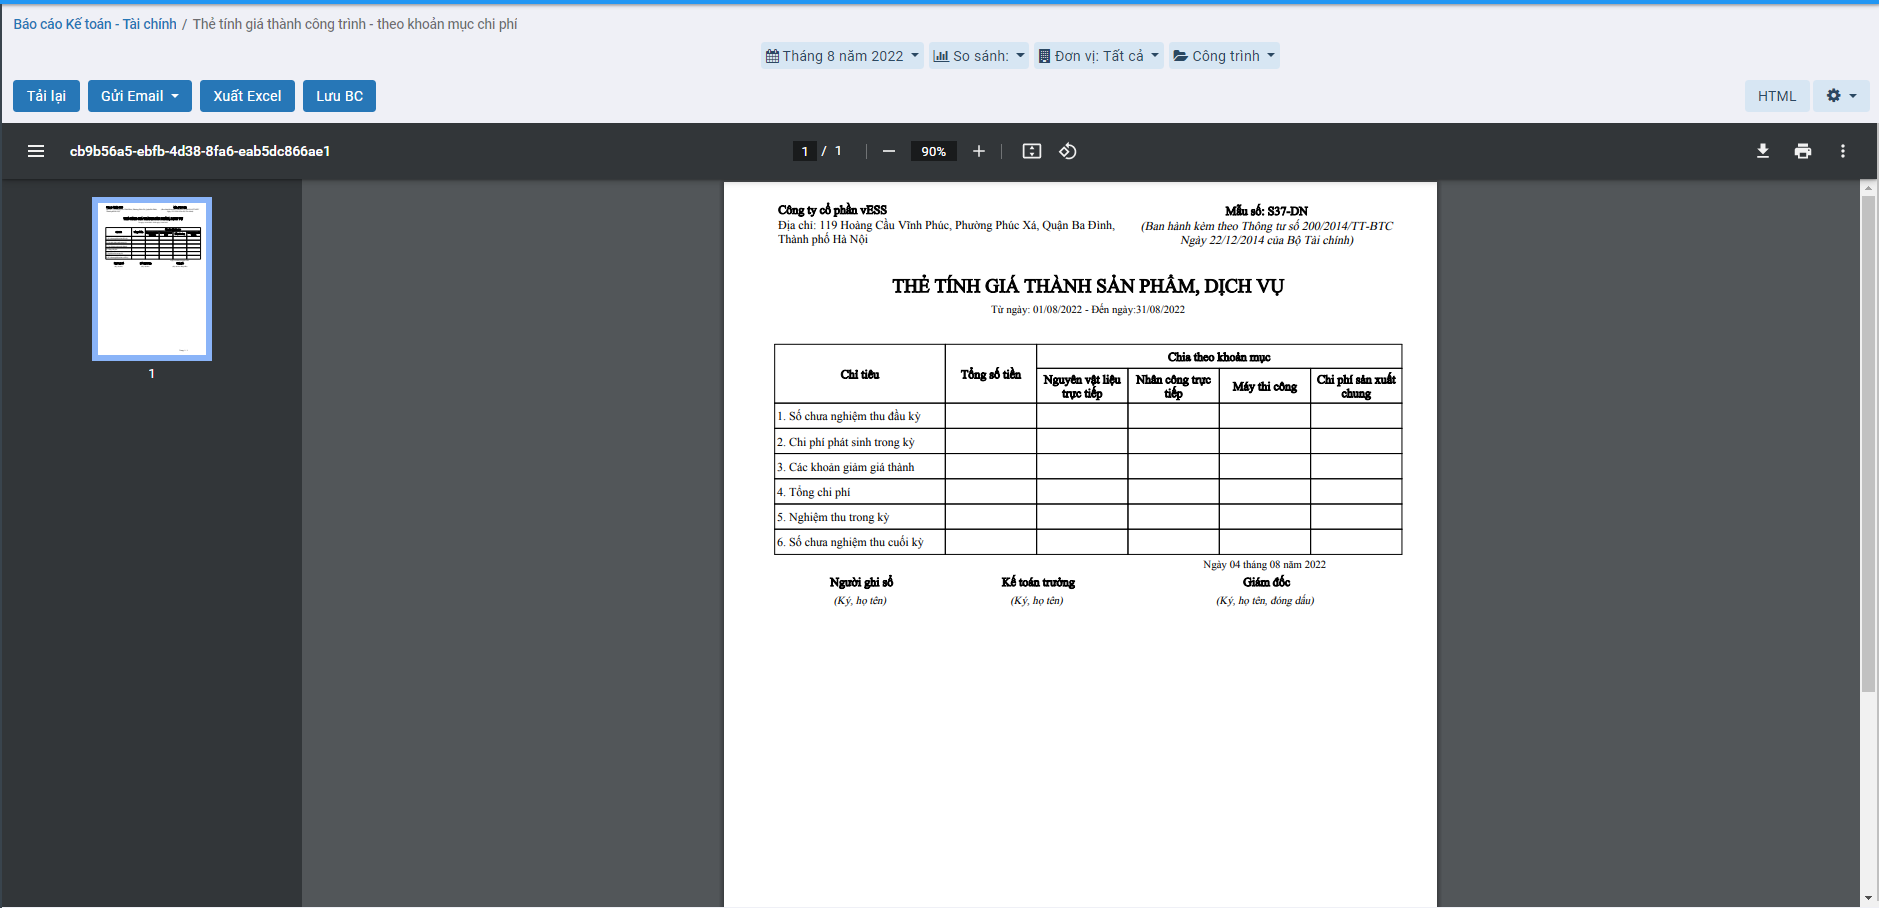 Báo cáo Kế toán - Tài chính / Thẻ tính giá thành công trình - theo khoản mục chi phí
Tháng 8 năm 2022 So sánh: Đơn vị: Tất cả Công trình
Tải lại Gửi Email Xuất Excel Lưu BC HTML
cb9b56a5-ebfb-4d38-8fa6-eab5dc866ae1 1 / 1 90%
1
Công ty cổ phần vESS
Địa chỉ: 119 Hoàng Cầu Vĩnh Phúc, Phường Phúc Xá, Quận Ba Đình,
Thành phố Hà Nội
Mẫu số: S37-DN
(Ban hành kèm theo Thông tư số 200/2014/TT-BTC
Ngày 22/12/2014 của Bộ Tài chính)
THẺ TÍNH GIÁ THÀNH SẢN PHẨM, DỊCH VỤ
Từ ngày: 01/08/2022 - Đến ngày:31/08/2022
Chỉ tiêu
Tổng số tiền
Chia theo khoản mục
Nguyên vật liệu
trực tiếp
Nhân công trực
tiếp
Máy thi công
Chi phí sản xuất
chung
1. Số chưa nghiệm thu đầu kỳ
2. Chi phí phát sinh trong kỳ
3. Các khoản giảm giá thành
4. Tổng chi phí
5. Nghiệm thu trong kỳ
6. Số chưa nghiệm thu cuối kỳ
Ngày 04 tháng 08 năm 2022
Người ghi sổ Kế toán trưởng Giám đốc
(Ký, họ tên) (Ký, họ tên) (Ký, họ tên, đóng dấu)